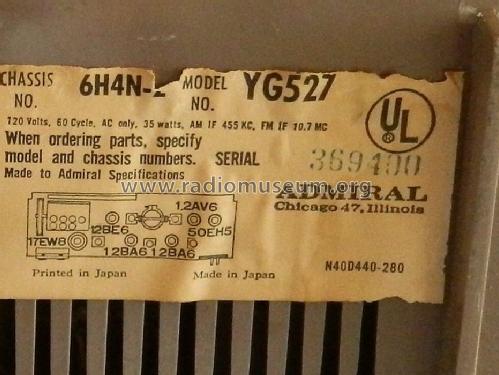 CHASSIS NO. 6H4N-2 MODEL NO. YG527
120 Volts, 60 Cycle, AC only, 35 watts, AM IF 455 KC, FM IF 10.7 MC
When ordering parts, specify
model and chassis numbers. SERIAL 369400
Made to Admiral Specifications
UL
www.radiomuseum.org
ADMIRAL
Chicago 47, Illinois
12AV6
12BE6
50EH5
17EW8
12BA6 12BA6
Printed in Japan Made in Japan N40D440-280